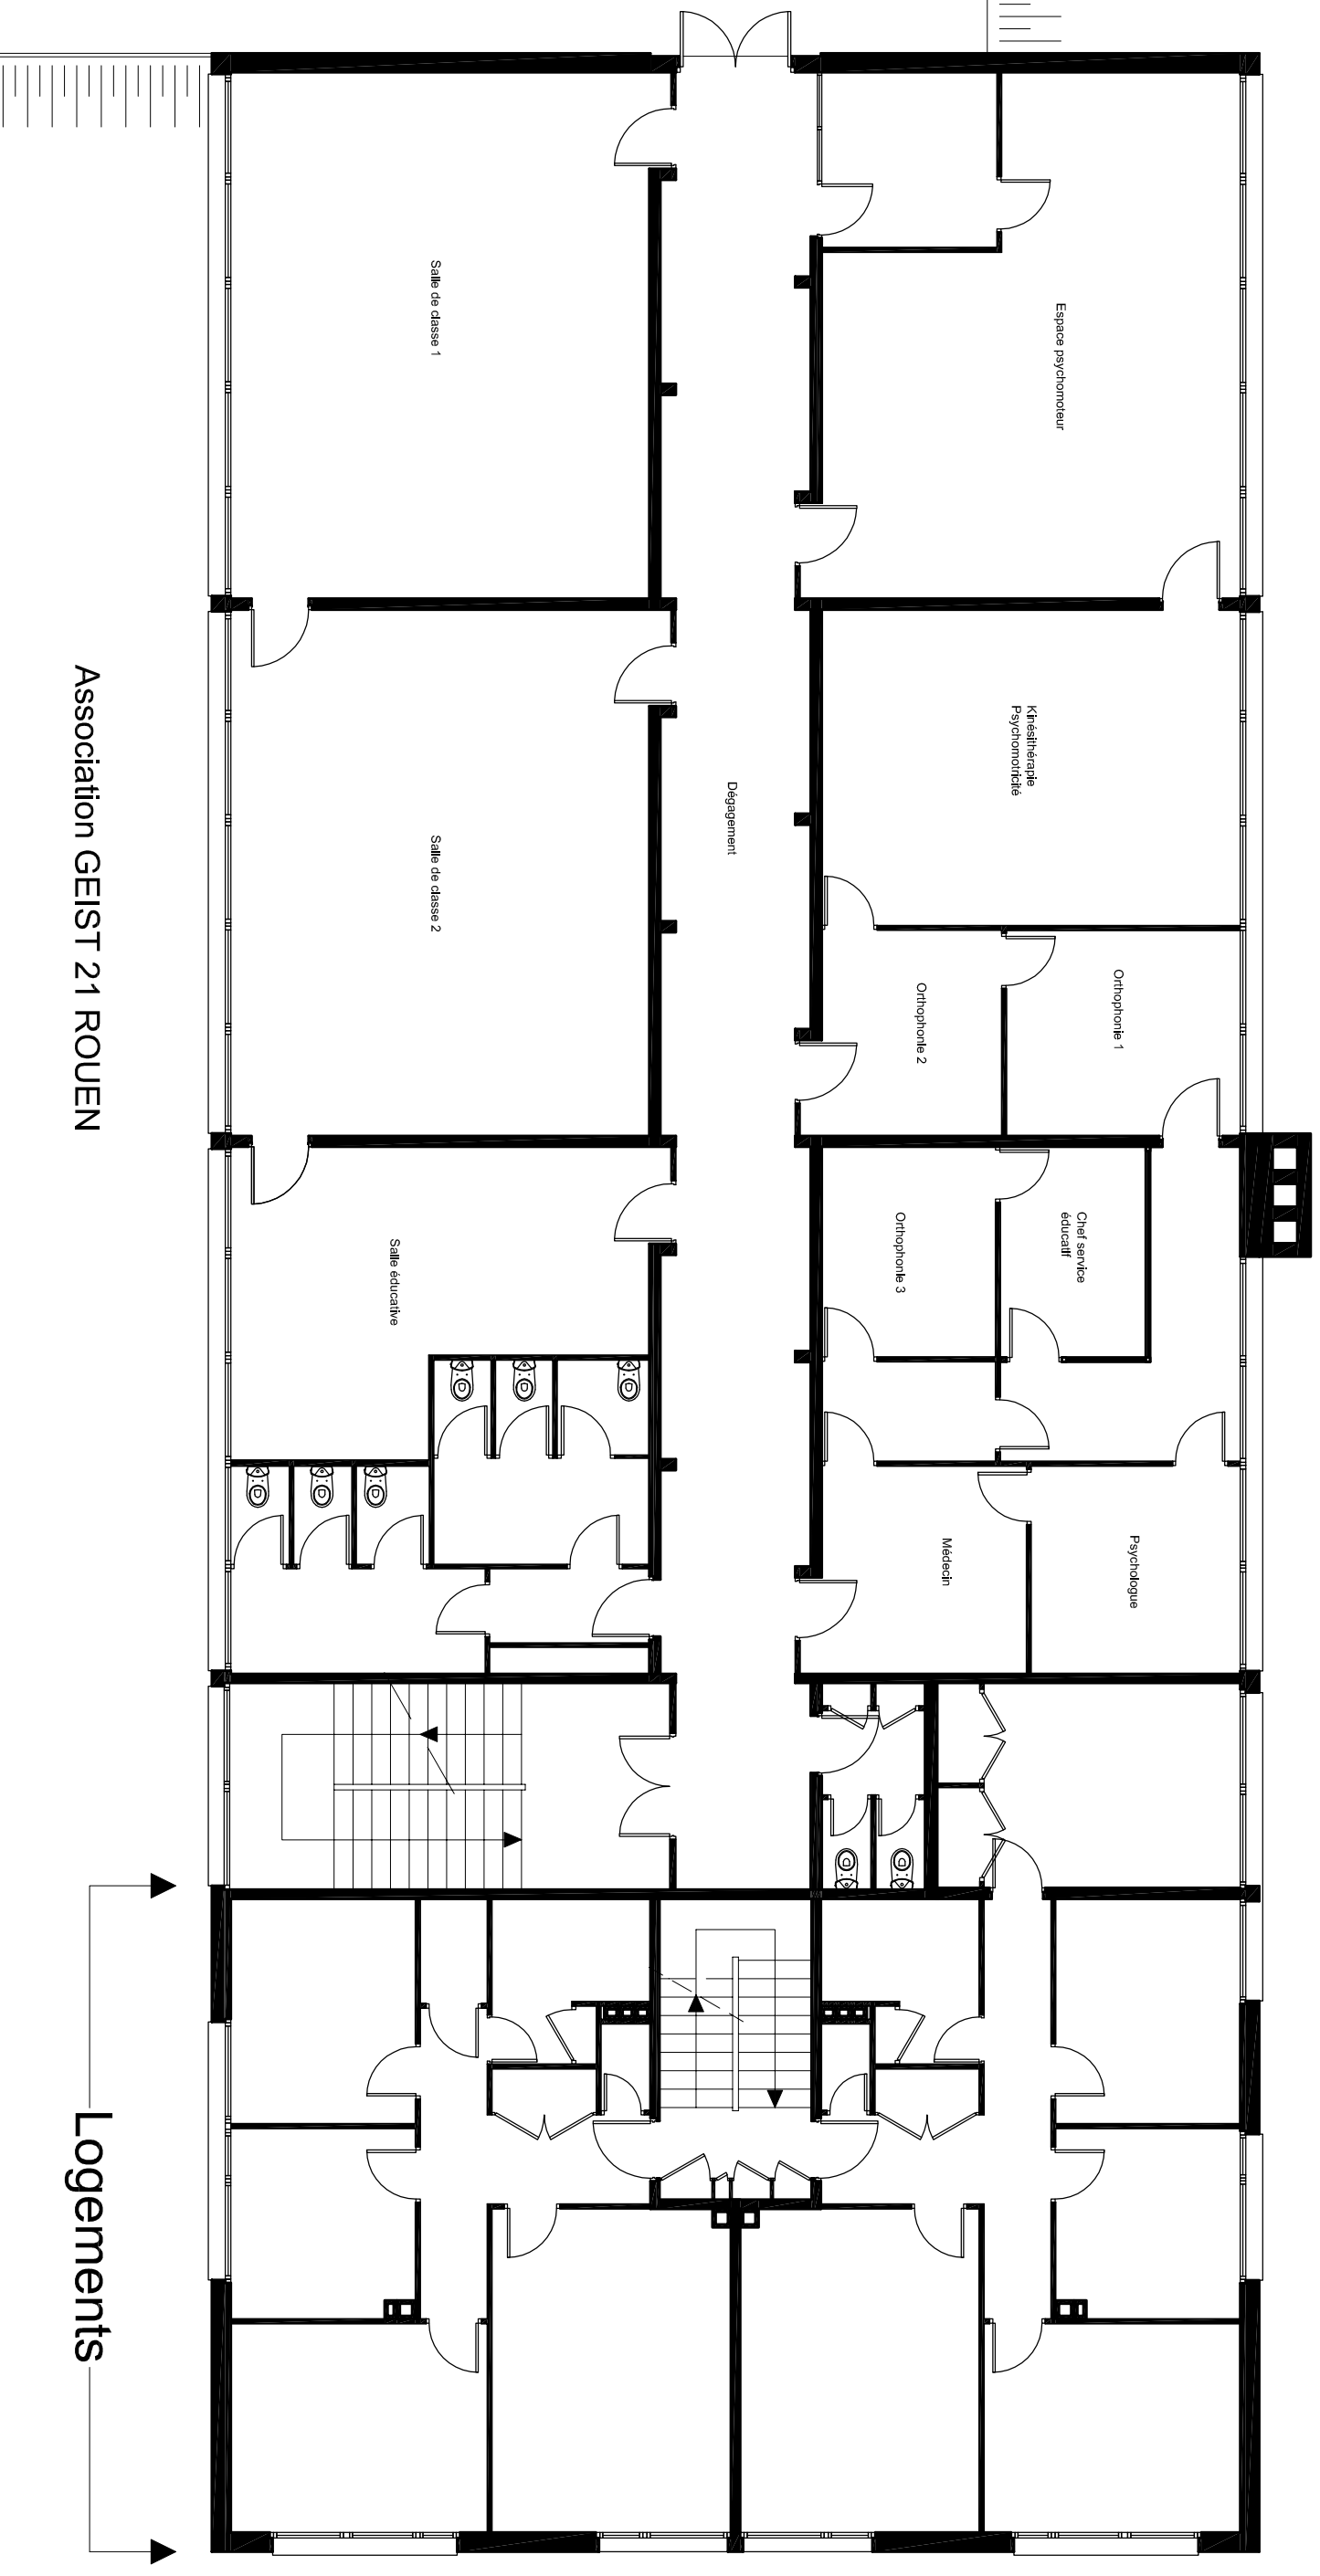 Espace psychomoteur
Kinésithérapie
Psychomotricité
Orthophonie 1
Orthophonie 2
Chef service
éducatif
Orthophonie 3
Psychologue
Médecin
Dégagement
Salle de classe 1
Salle de classe 2
Salle éducative
Association GEIST 21 ROUEN
Logements